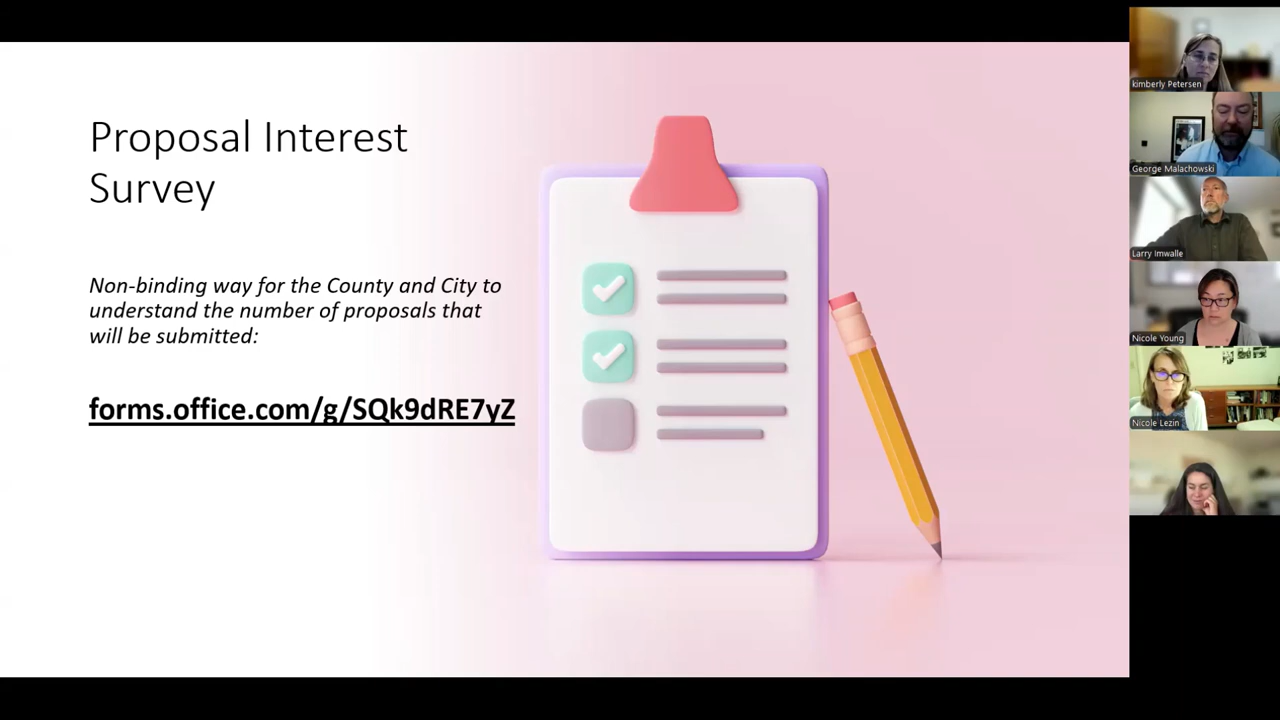 Proposal Interest
Survey
Non-binding way for the County and City to
understand the number of proposals that
will be submitted:
forms.office.com/g/SQk9dRE7yZ
kimberly Petersen
George Malachowski
Larry Imwalle
Nicole Young
Nicole Lezin